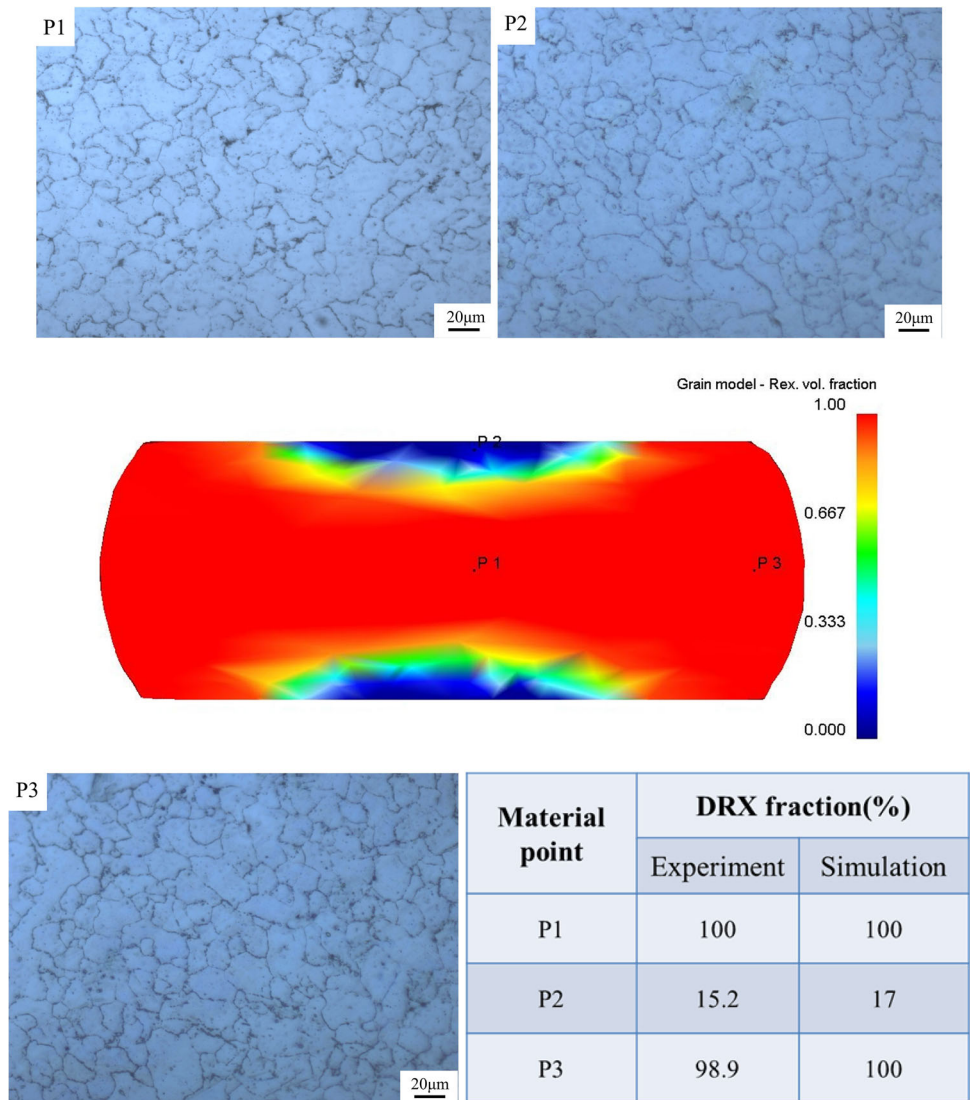 P1
P2
20μm
20μm
Grain model - Rex. vol. fraction
1.00
0.667
0.333
0.000
P 2
P 1
P 3
P3
20μm
Material point
DRX fraction(%)
Experiment
Simulation
P1
100
100
P2
15.2
17
P3
98.9
100